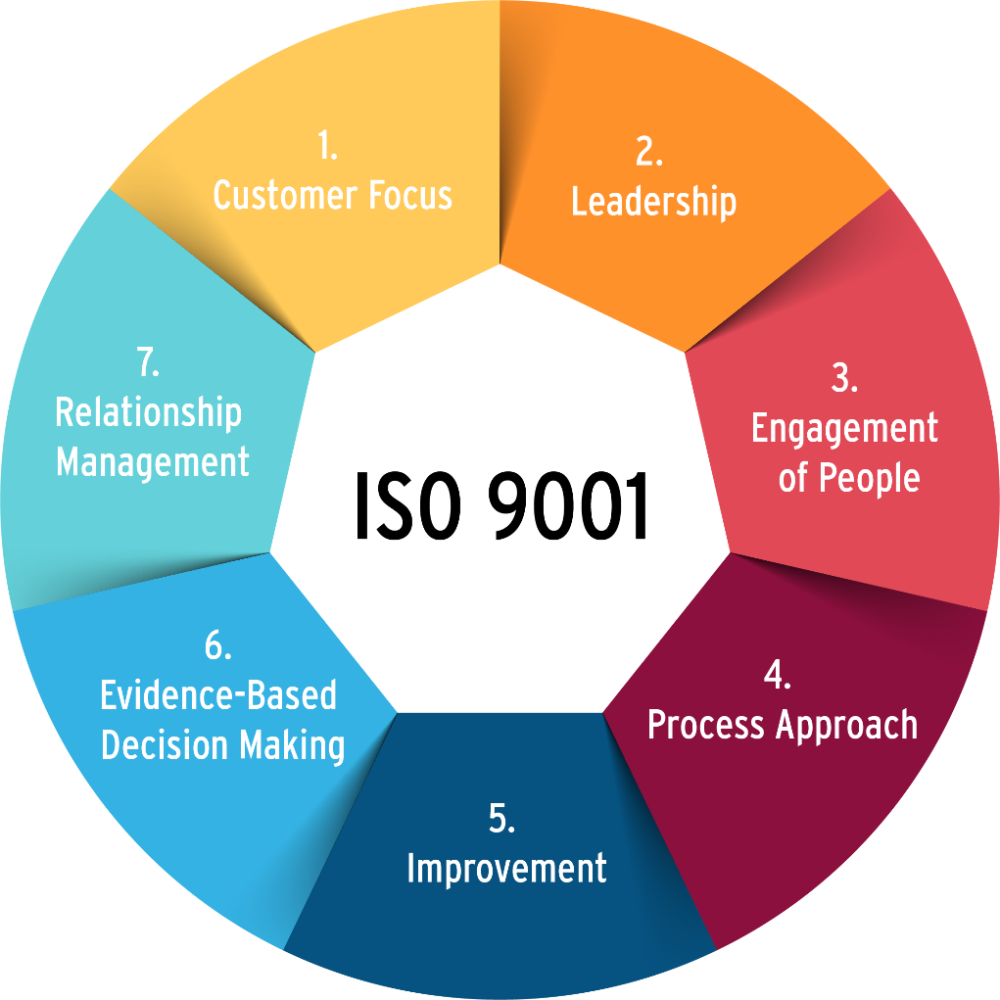 1.
Customer Focus
2.
Leadership
3.
Engagement
of People
4.
Process Approach
5.
Improvement
6.
Evidence-Based
Decision Making
7.
Relationship
Management
ISO 9001